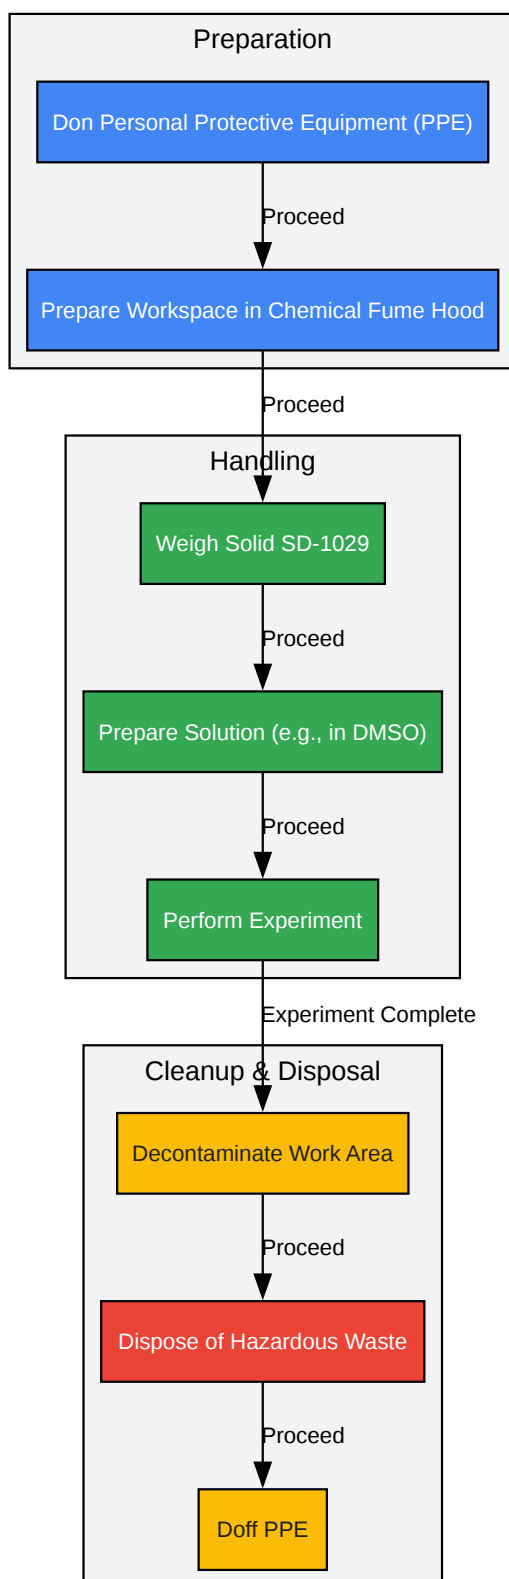 Preparation
Don Personal Protective Equipment (PPE)
Proceed
Prepare Workspace in Chemical Fume Hood
Proceed
Handling
Weigh Solid SD-1029
Proceed
Prepare Solution (e.g., in DMSO)
Proceed
Perform Experiment
Experiment Complete
Cleanup & Disposal
Decontaminate Work Area
Proceed
Dispose of Hazardous Waste
Proceed
Doff PPE